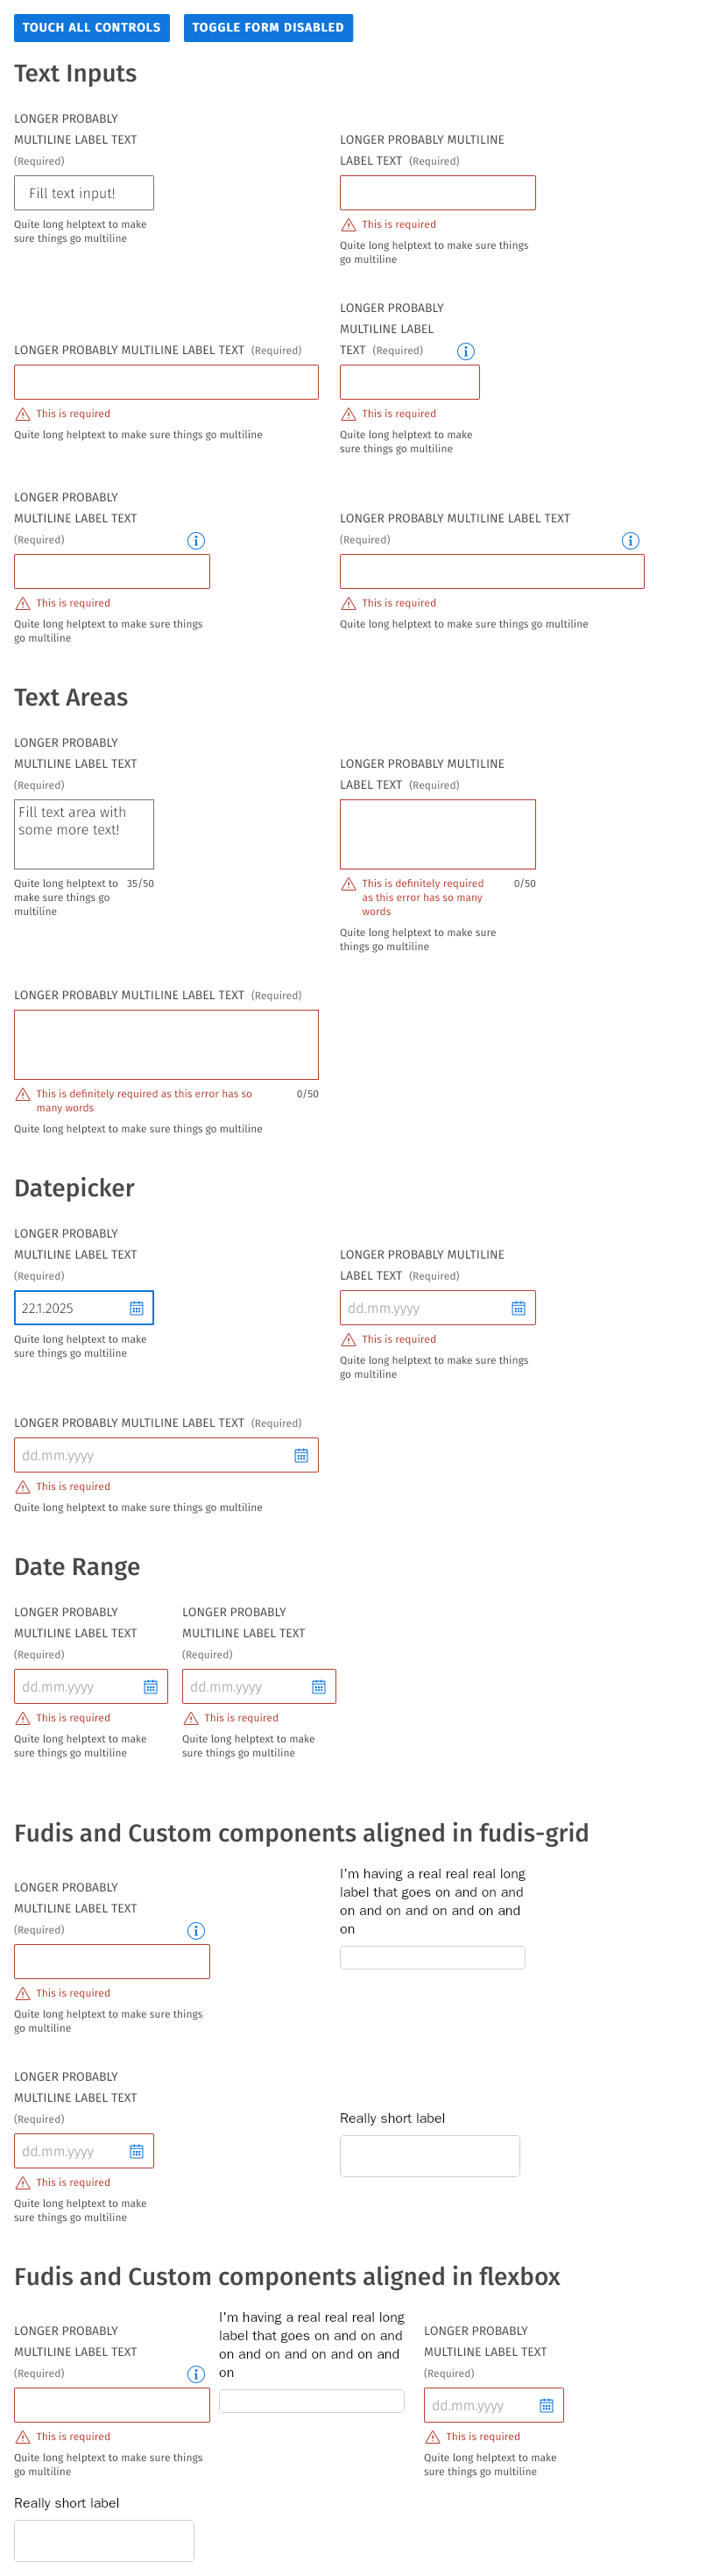 TOUCH ALL CONTROLS
TOGGLE FORM DISABLED
Text Inputs
LONGER PROBABLY
MULTILINE LABEL TEXT
(Required)
Fill text input!
Quite long helptext to make
sure things go multiline
LONGER PROBABLY MULTILINE
LABEL TEXT (Required)
This is required
Quite long helptext to make sure things
go multiline
LONGER PROBABLY MULTILINE LABEL TEXT (Required)
This is required
Quite long helptext to make sure things go multiline
LONGER PROBABLY
MULTILINE LABEL
TEXT (Required)
This is required
Quite long helptext to make
sure things go multiline
LONGER PROBABLY
MULTILINE LABEL TEXT
(Required)
This is required
Quite long helptext to make sure things
go multiline
LONGER PROBABLY MULTILINE LABEL TEXT
(Required)
This is required
Quite long helptext to make sure things go multiline
Text Areas
LONGER PROBABLY
MULTILINE LABEL TEXT
(Required)
Fill text area with
some more text!
Quite long helptext to 35/50
make sure things go
multiline
LONGER PROBABLY MULTILINE
LABEL TEXT (Required)
This is definitely required 0/50
as this error has so many
words
Quite long helptext to make sure
things go multiline
LONGER PROBABLY MULTILINE LABEL TEXT (Required)
This is definitely required as this error has so 0/50
many words
Quite long helptext to make sure things go multiline
Datepicker
LONGER PROBABLY
MULTILINE LABEL TEXT
(Required)
22.1.2025
Quite long helptext to make
sure things go multiline
LONGER PROBABLY MULTILINE
LABEL TEXT (Required)
dd.mm.yyyy
This is required
Quite long helptext to make sure things
go multiline
LONGER PROBABLY MULTILINE LABEL TEXT (Required)
dd.mm.yyyy
This is required
Quite long helptext to make sure things go multiline
Date Range
LONGER PROBABLY
MULTILINE LABEL TEXT
(Required)
dd.mm.yyyy
This is required
Quite long helptext to make
sure things go multiline
LONGER PROBABLY
MULTILINE LABEL TEXT
(Required)
dd.mm.yyyy
This is required
Quite long helptext to make
sure things go multiline
Fudis and Custom components aligned in fudis-grid
LONGER PROBABLY
MULTILINE LABEL TEXT
(Required)
This is required
Quite long helptext to make sure things
go multiline
I'm having a real real real long
label that goes on and on and
on and on and on and on and
on
LONGER PROBABLY
MULTILINE LABEL TEXT
(Required)
dd.mm.yyyy
This is required
Quite long helptext to make
sure things go multiline
Really short label
Fudis and Custom components aligned in flexbox
LONGER PROBABLY
MULTILINE LABEL TEXT
(Required)
This is required
Quite long helptext to make sure things
go multiline
I'm having a real real real long
label that goes on and on and
on and on and on and on and
on
LONGER PROBABLY
MULTILINE LABEL TEXT
(Required)
dd.mm.yyyy
This is required
Quite long helptext to make
sure things go multiline
Really short label